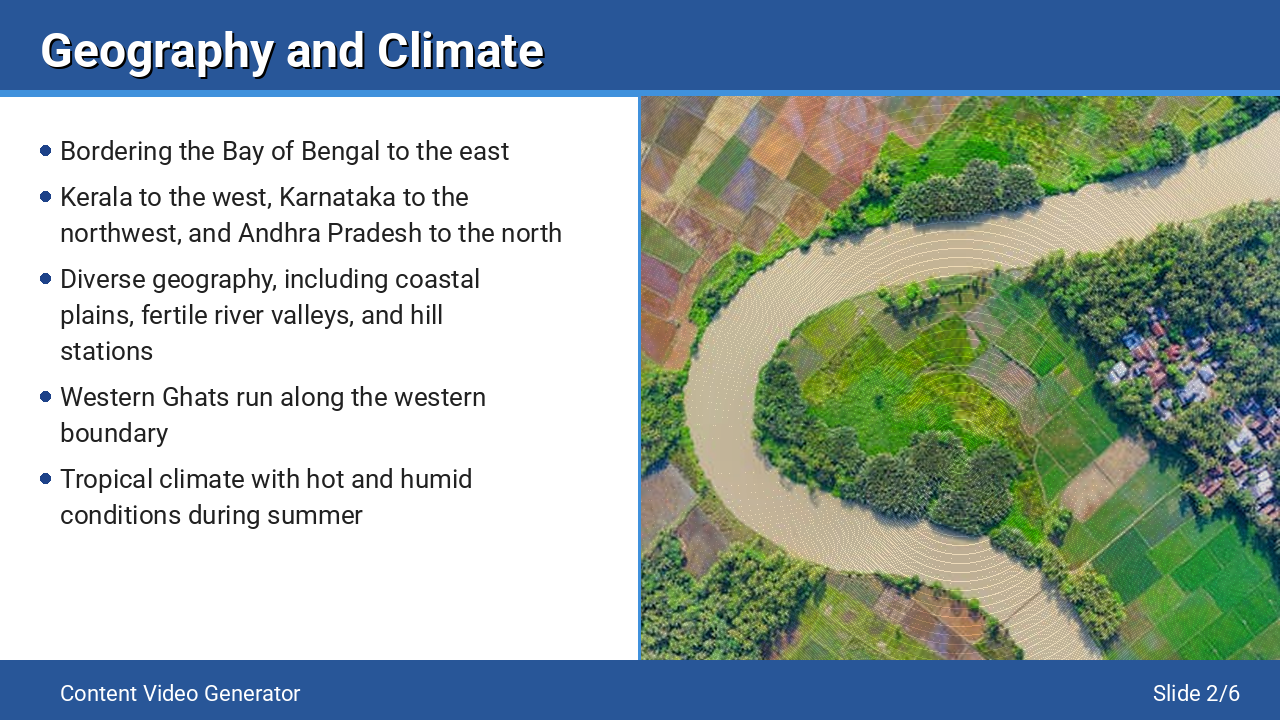 Geography and Climate
Bordering the Bay of Bengal to the east
Kerala to the west, Karnataka to the
northwest, and Andhra Pradesh to the north
Diverse geography, including coastal
plains, fertile river valleys, and hill
stations
Western Ghats run along the western
boundary
Tropical climate with hot and humid
conditions during summer
Content Video Generator
Slide 2/6